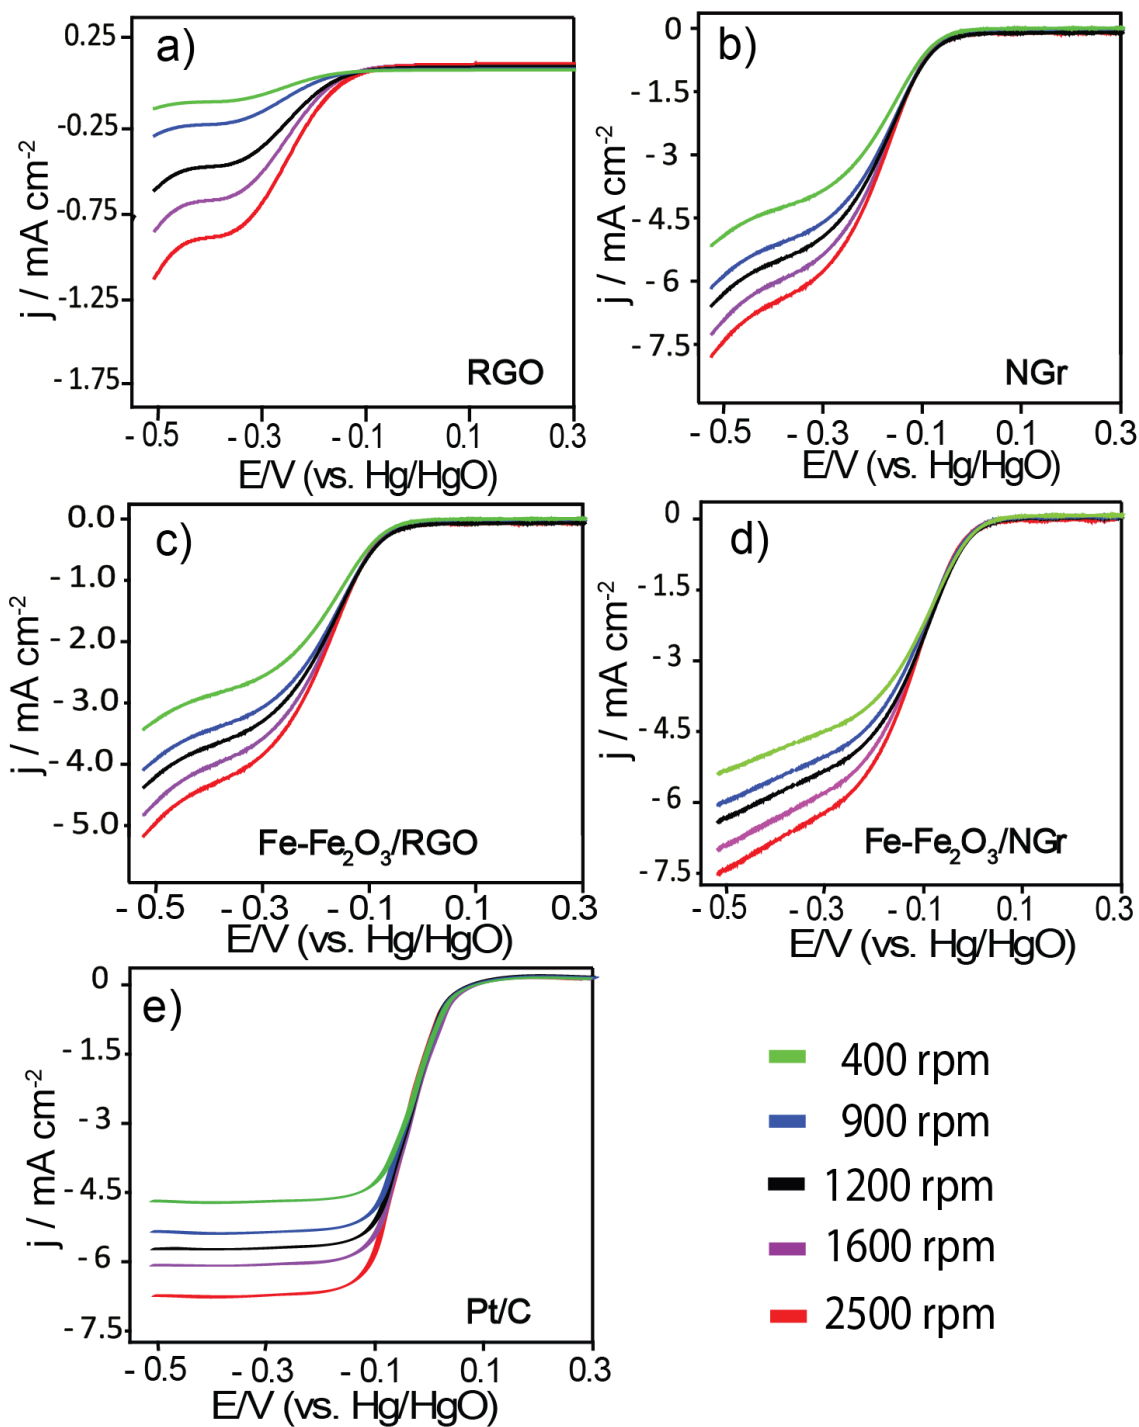 a)
0.25
-0.25
-0.75
-1.25
-1.75
j / mA cm⁻²
RGO
-0.5 -0.3 -0.1 0.1 0.3
E/V (vs. Hg/HgO)
b)
0
-1.5
-3
-4.5
-6
-7.5
j / mA cm⁻²
NGr
-0.5 -0.3 -0.1 0.1 0.3
E/V (vs. Hg/HgO)
c)
0.0
-1.0
-2.0
-3.0
-4.0
-5.0
j / mA cm⁻²
Fe-Fe₂O₃/RGO
-0.5 -0.3 -0.1 0.1 0.3
E/V (vs. Hg/HgO)
d)
0
-1.5
-3
-4.5
-6
-7.5
j / mA cm⁻²
Fe-Fe₂O₃/NGr
-0.5 -0.3 -0.1 0.1 0.3
E/V (vs. Hg/HgO)
e)
0
-1.5
-3
-4.5
-6
-7.5
j / mA cm⁻²
Pt/C
-0.5 -0.3 -0.1 0.1 0.3
E/V (vs. Hg/HgO)
400 rpm
900 rpm
1200 rpm
1600 rpm
2500 rpm